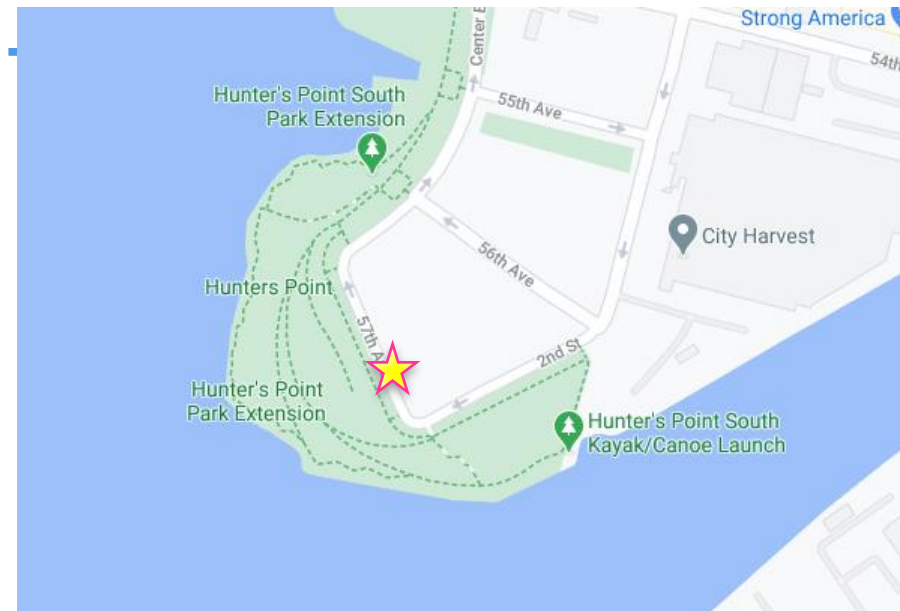 Strong America
Center B
54th
Hunter's Point South
Park Extension
55th Ave
City Harvest
56th Ave
Hunters Point
57th A
2nd St
Hunter's Point
Park Extension
Hunter's Point South
Kayak/Canoe Launch